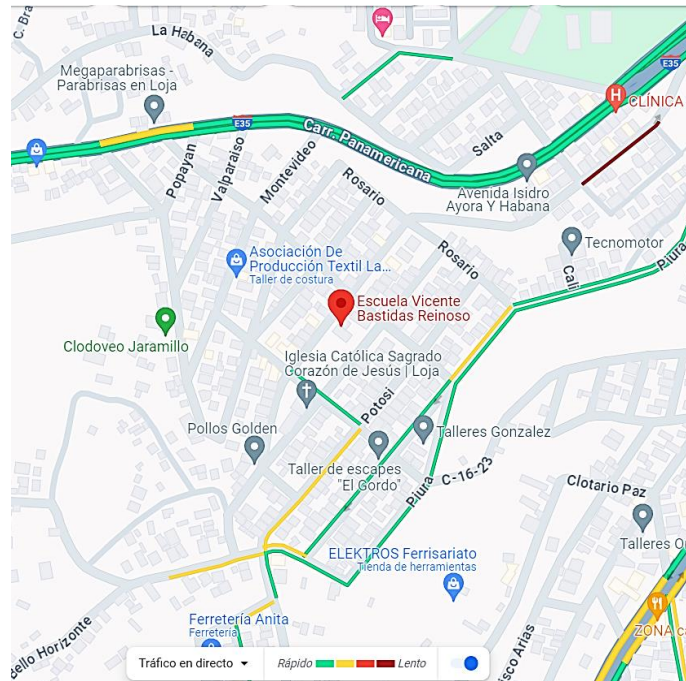 C. Bra
La Habana
Megaparabrisas -
Parabrisas en Loja
E35
E35
CLÍNICA
H
Carr. Panamericana
Salta
Popayan
Valparaiso
Montevideo
Rosario
Avenida Isidro
Ayora Y Habana
Tecnomotor
Rosario
Cali
Piura
Asociación De
Producción Textil La...
Taller de costura
Escuela Vicente
Bastidas Reinoso
Clodoveo Jaramillo
Iglesia Católica Sagrado
Corazón de Jesús | Loja
Potosi
Pollos Golden
Talleres Gonzalez
Taller de escapes
"El Gordo"
Piura
C-16-23
Clotario Paz
Talleres O
ELEKTROS Ferrisariato
Tienda de herramientas
Ferretería Anita
Ferretería
ZONA c
Bello Horizonte
sco Arias
Tráfico en directo
Rápido
Lento